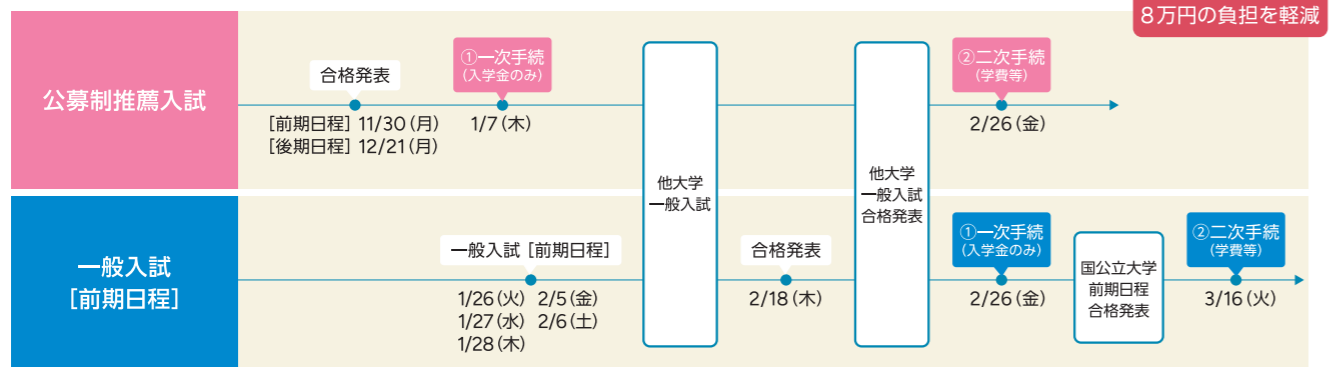 8万円の負担を軽減
公募制推薦入試
合格発表
[前期日程] 11/30(月)
[後期日程] 12/21(月)
①一次手続
(入学金のみ)
1/7(木)
他大学
一般入試
他大学
一般入試
合格発表
②二次手続
(学費等)
2/26(金)
一般入試
[前期日程]
一般入試 [前期日程]
1/26(火) 2/5(金)
1/27(水) 2/6(土)
1/28(木)
合格発表
2/18(木)
①一次手続
(入学金のみ)
2/26(金)
国公立大学
前期日程
合格発表
②二次手続
(学費等)
3/16(火)